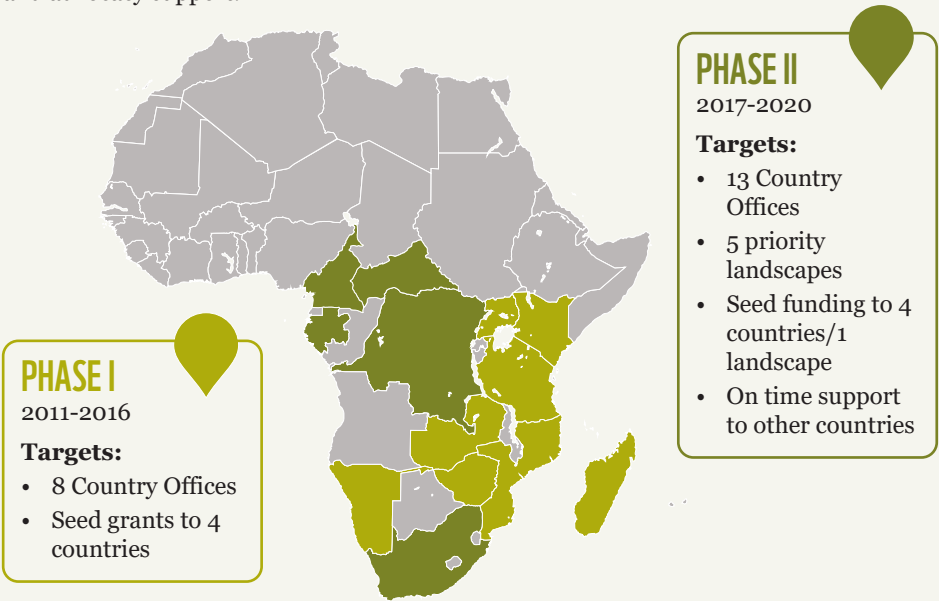 PHASE I
2011-2016
Targets:
• 8 Country Offices
• Seed grants to 4
countries
PHASE II
2017-2020
Targets:
• 13 Country
Offices
• 5 priority
landscapes
• Seed funding to 4
countries/1
landscape
• On time support
to other countries